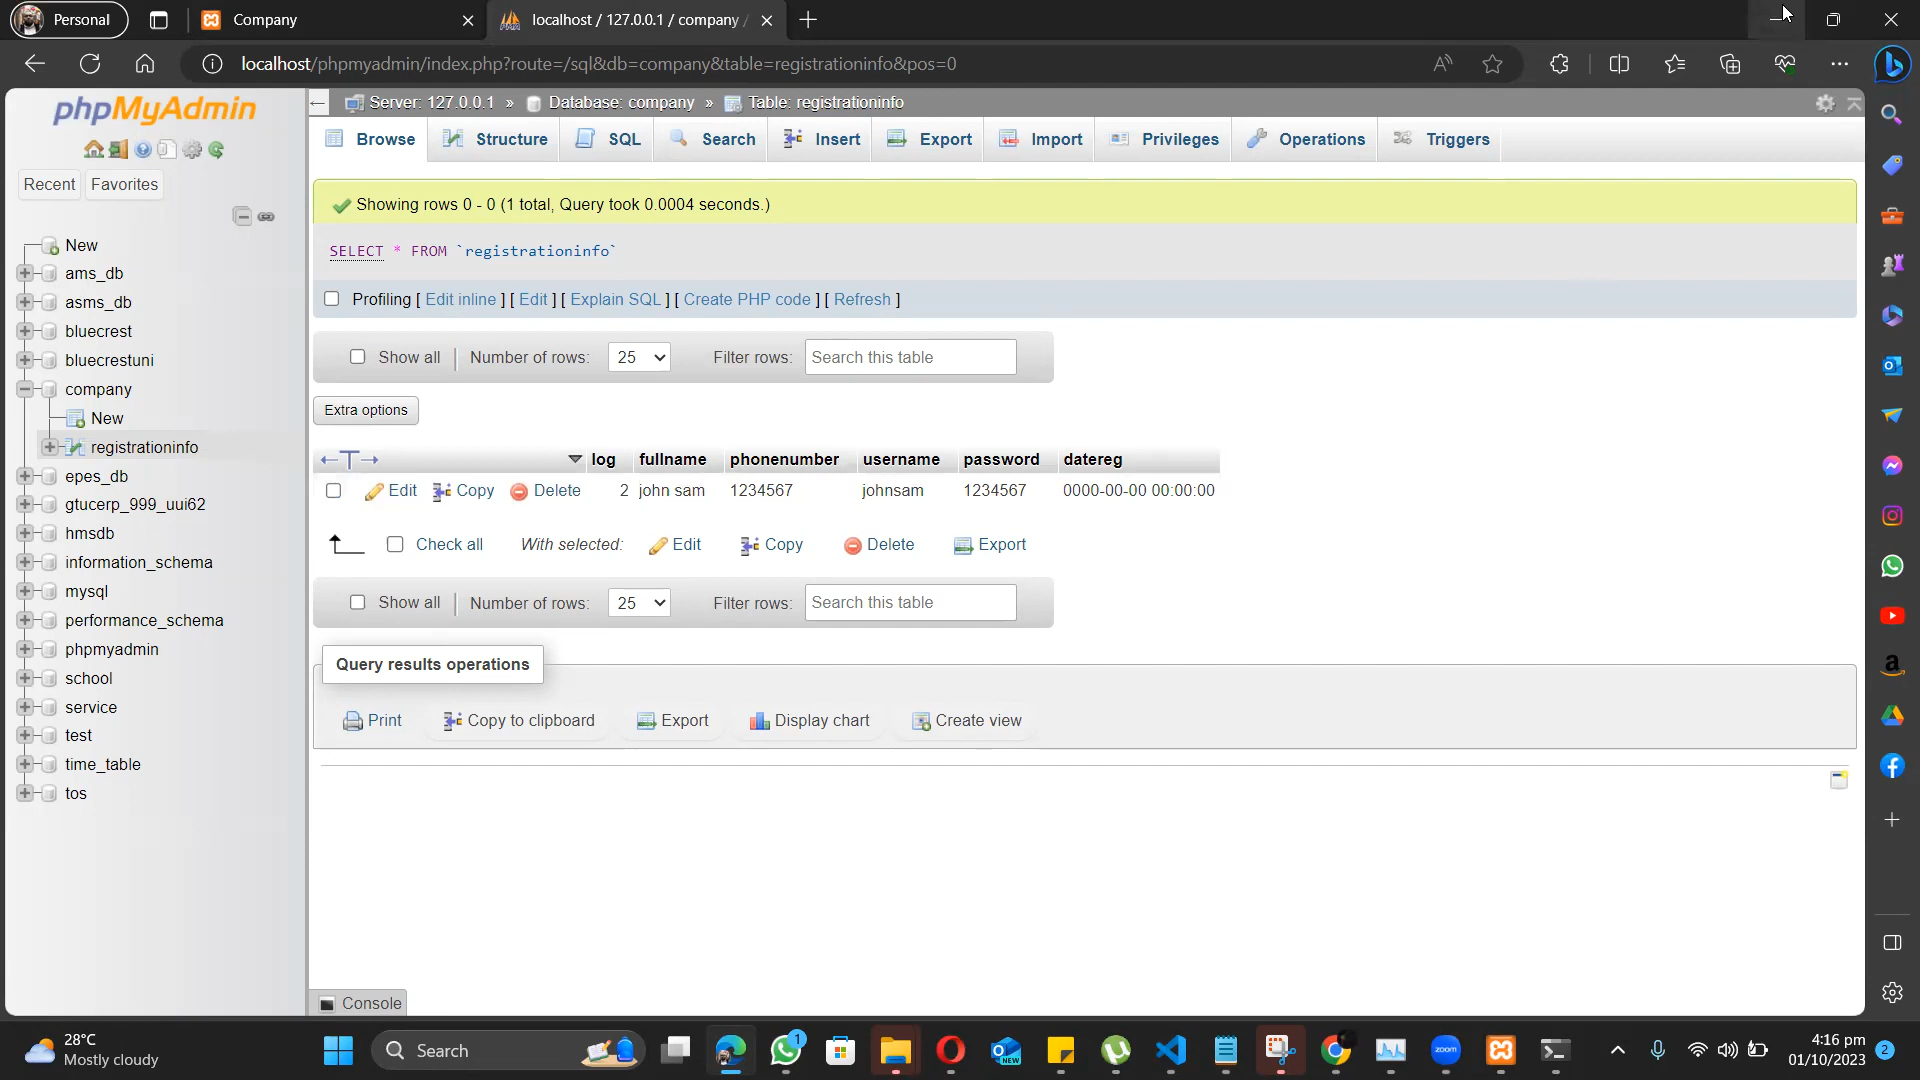 Personal
Company
localhost / 127.0.0.1 / company /
localhost/phpmyadmin/index.php?route=/sql&db=company&table=registrationinfo&pos=0
phpMyAdmin
Recent Favorites
New
ams_db
asms_db
bluecrest
bluecrestuni
company
New
registrationinfo
epes_db
gtucerp_999_uui62
hmsdb
information_schema
mysql
performance_schema
phpmyadmin
school
service
test
time_table
tos
Server: 127.0.0.1 » Database: company » Table: registrationinfo
Browse Structure SQL Search Insert Export Import Privileges Operations Triggers
Showing rows 0 - 0 (1 total, Query took 0.0004 seconds.)
SELECT * FROM `registrationinfo`
Profiling [ Edit inline ] [ Edit ] [ Explain SQL ] [ Create PHP code ] [ Refresh ]
Show all Number of rows: 25 Filter rows: Search this table
Extra options
←T→ log fullname phonenumber username password datereg
Edit Copy Delete 2 john sam 1234567 johnsam 1234567 0000-00-00 00:00:00
Check all With selected: Edit Copy Delete Export
Show all Number of rows: 25 Filter rows: Search this table
Query results operations
Print Copy to clipboard Export Display chart Create view
Console
28°C
Mostly cloudy
Search
1
NEW
zoom
4:16 pm
01/10/2023
2